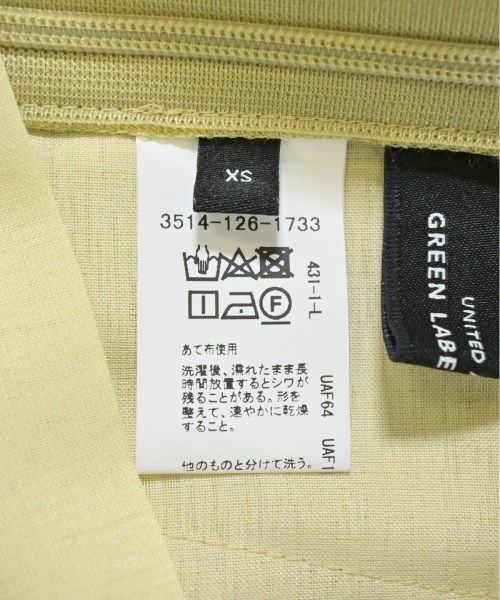 XS
3514-126-1733
431-1-L
F
あて布使用
洗濯後、濡れたまま長
時間放置するとシワが
残ることがある。形を
整えて、速やかに乾燥
すること。
他のものと分けて洗う。
UAF64 UAF1
UNITED
GREEN LABE